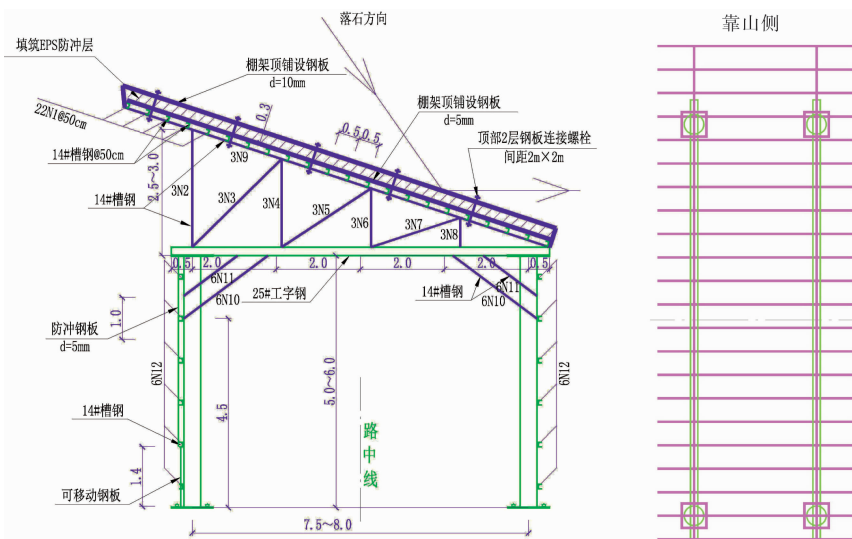 落石方向
靠山侧
填筑EPS防冲层
棚架顶铺设钢板
d=10mm
棚架顶铺设钢板
d=5mm
22N1@50cm
0.3
0.5
0.5
顶部2层钢板连接螺栓
间距2m×2m
14#槽钢@50cm
3N9
2.5~3.0
3N2
3N3
3N4
3N5
3N6
3N7
3N8
14#槽钢
0.5
2.0
2.0
2.0
2.0
0.5
6N11
6N10
25#工字钢
14#槽钢
6N11
6N10
防冲钢板
d=5mm
1.0
6N12
6N12
4.5
5.0~6.0
14#槽钢
路中线
1.4
可移动钢板
7.5~8.0